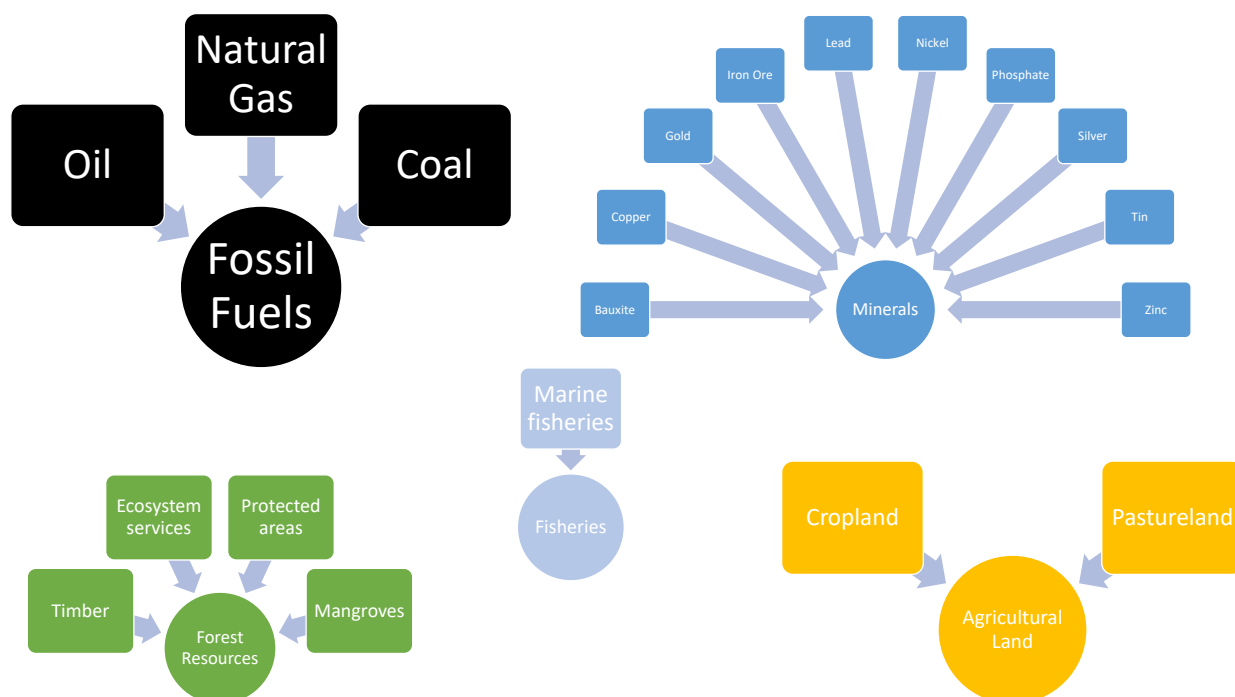 Natural
Gas
Oil
Coal
Fossil
Fuels
Lead
Nickel
Iron Ore
Phosphate
Gold
Silver
Copper
Tin
Bauxite
Minerals
Zinc
Marine
fisheries
Fisheries
Ecosystem
services
Protected
areas
Timber
Mangroves
Forest
Resources
Cropland
Pastureland
Agricultural
Land